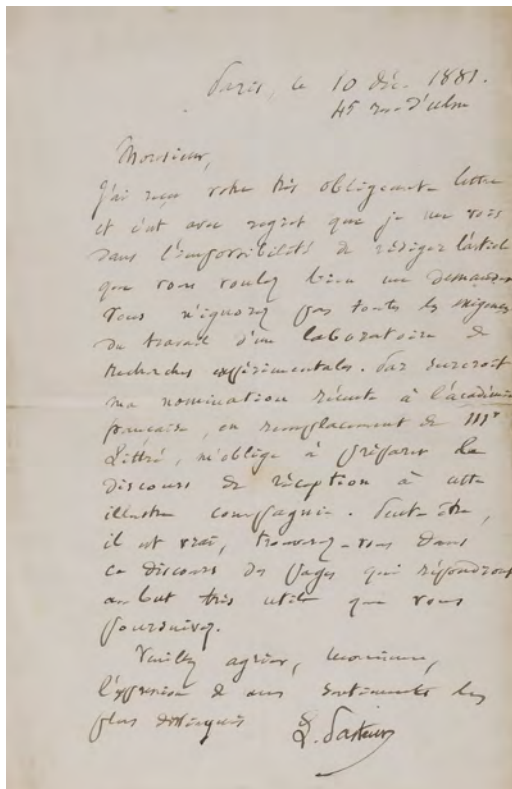 Paris, le 10 déc. 1881.
45 rue d'Ulm
Monsieur,
J'ai reçu votre très obligeante lettre
et c'est avec regret que je me vois
dans l'impossibilité de rédiger l'article
que vous voulez bien me demander
Vous n'ignorez pas toutes les exigences
du travail d'un laboratoire de
recherches expérimentales. Par surcroît
ma nomination récente à l'académie
française, en remplacement de Mr
Littré, m'oblige à préparer le
discours de réception à cette
illustre compagnie. Peut-être,
il est vrai, trouverez-vous dans
ce discours des pages qui répondront
au but très utile que vous
poursuivez.
Veuillez agréer, monsieur,
l'expression de mes sentiments les
plus distingués
L. Pasteur